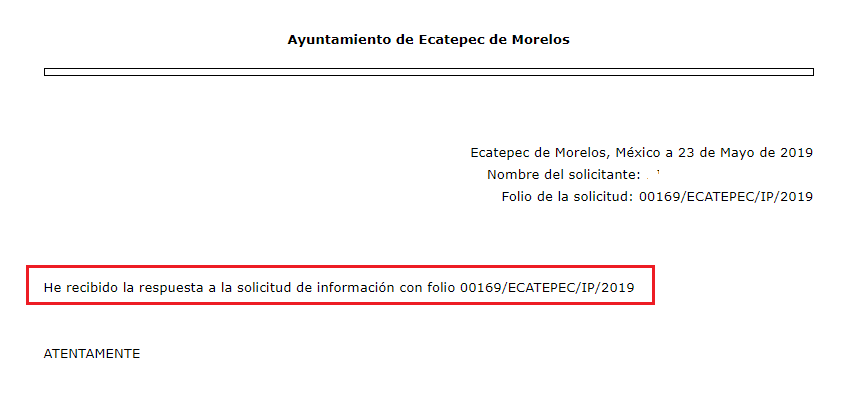 Ayuntamiento de Ecatepec de Morelos
Ecatepec de Morelos, México a 23 de Mayo de 2019
Nombre del solicitante:
Folio de la solicitud: 00169/ECATEPEC/IP/2019
He recibido la respuesta a la solicitud de información con folio 00169/ECATEPEC/IP/2019
ATENTAMENTE